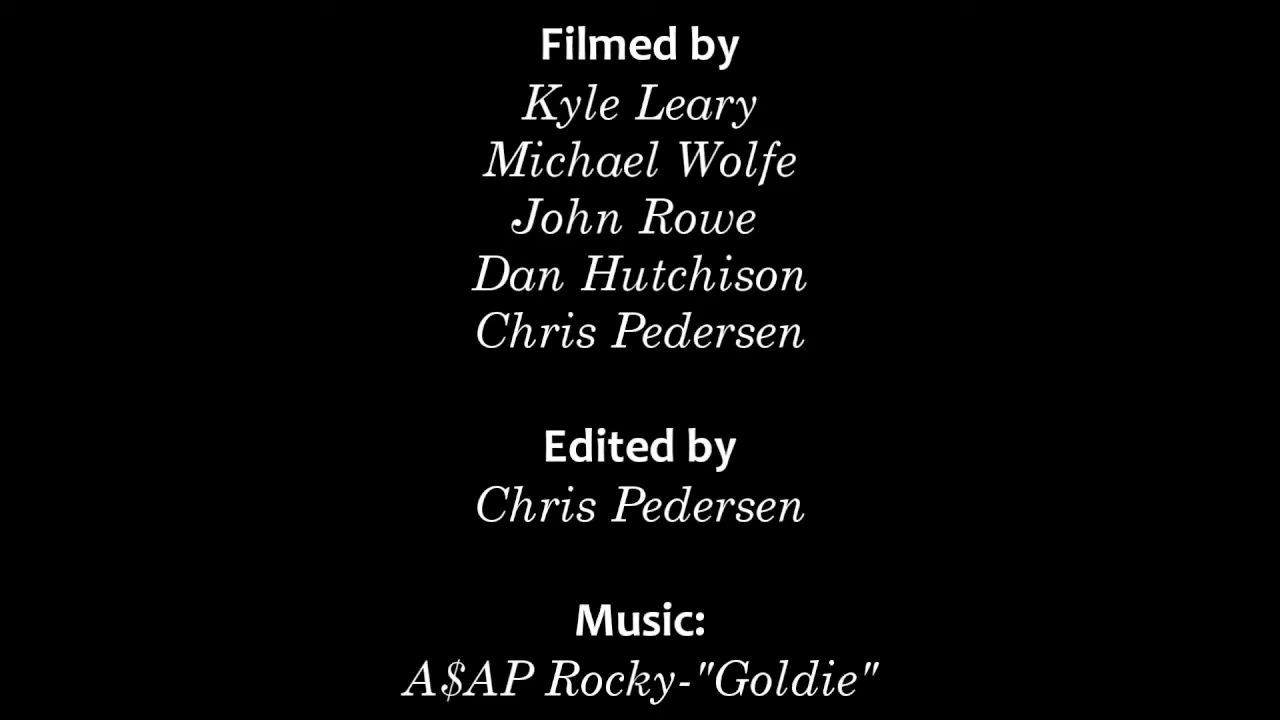 Filmed by
Kyle Leary
Michael Wolfe
John Rowe
Dan Hutchison
Chris Pedersen
Edited by
Chris Pedersen
Music:
A$AP Rocky-"Goldie"